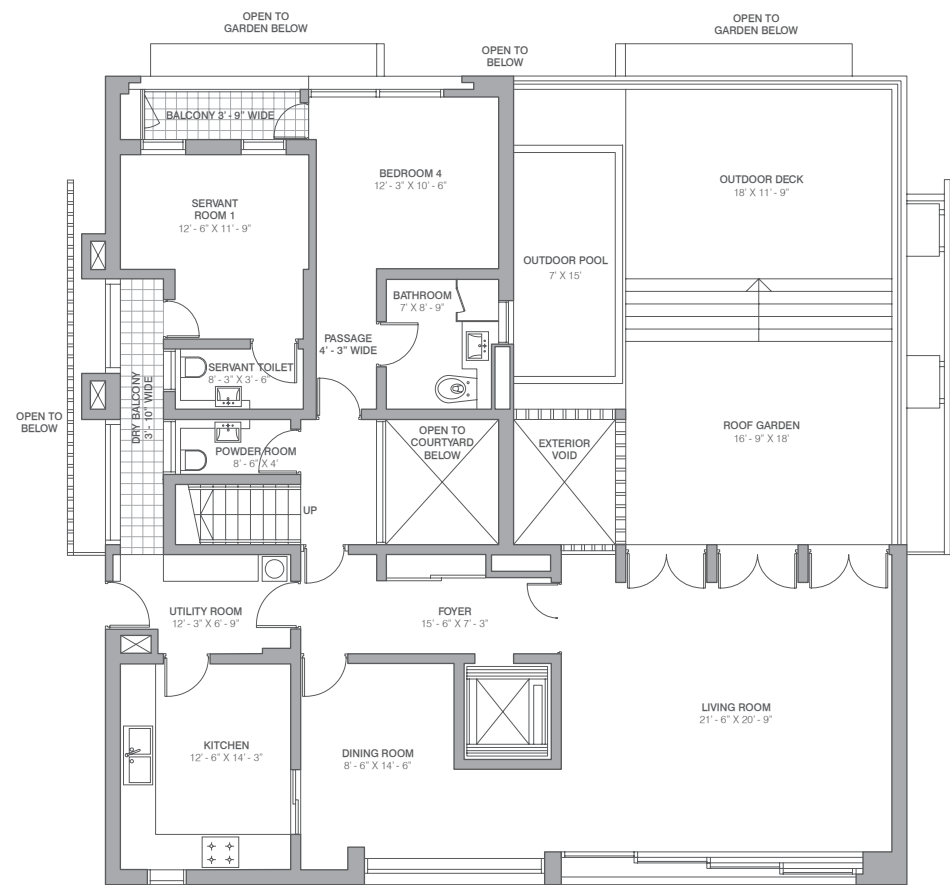 OPEN TO
GARDEN BELOW
OPEN TO
GARDEN BELOW
OPEN TO
BELOW
BALCONY 3' - 9" WIDE
BEDROOM 4
12' - 3" X 10' - 6"
OUTDOOR DECK
18' X 11' - 9"
SERVANT
ROOM 1
12' - 6" X 11' - 9"
OUTDOOR POOL
7' X 15'
BATHROOM
7' X 8' - 9"
PASSAGE
4' - 3" WIDE
SERVANT TOILET
8' - 3" X 3' - 6"
DRY BALCONY
3' - 10" WIDE
OPEN TO
BELOW
OPEN TO
COURTYARD
BELOW
EXTERIOR
VOID
ROOF GARDEN
16' - 9" X 18'
POWDER ROOM
8' - 6" X 4'
UP
UTILITY ROOM
12' - 3" X 6' - 9"
FOYER
15' - 6" X 7' - 3"
LIVING ROOM
21' - 6" X 20' - 9"
KITCHEN
12' - 6" X 14' - 3"
DINING ROOM
8' - 6" X 14' - 6"